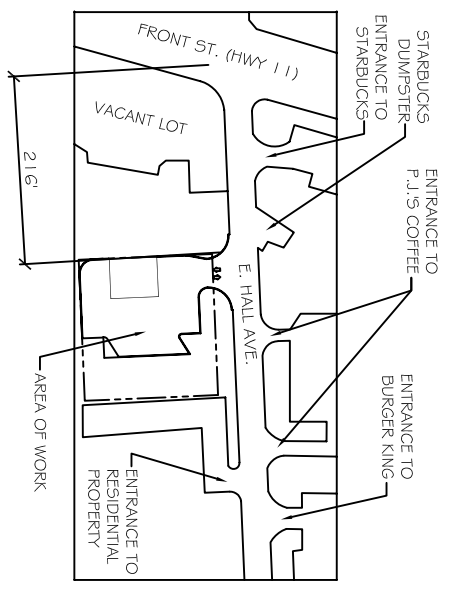 STARBUCKS
DUMPSTER
ENTRANCE TO
STARBUCKS
ENTRANCE TO
P.J.'S COFFEE
ENTRANCE TO
BURGER KING
FRONT ST. (HWY 11)
VACANT LOT
E. HALL AVE.
216'
AREA OF WORK
ENTRANCE TO
RESIDENTIAL
PROPERTY